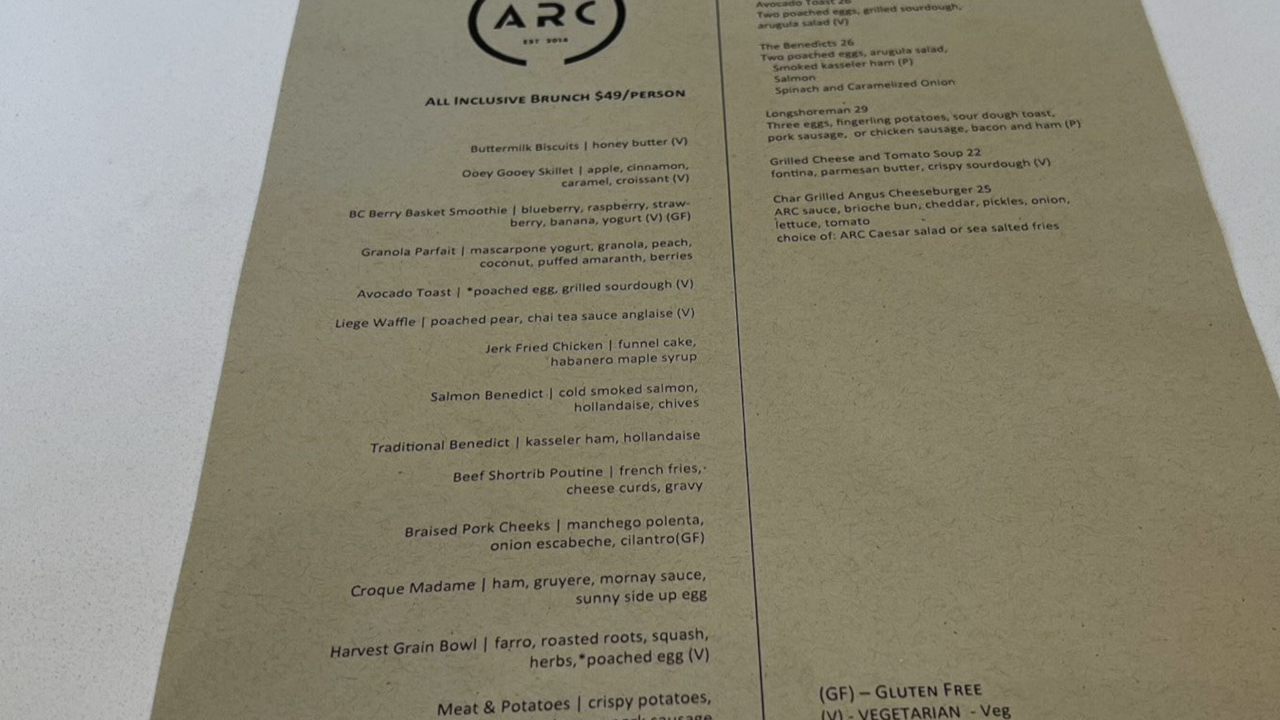 ARC
EST 2014
ALL INCLUSIVE BRUNCH $49/PERSON
Buttermilk Biscuits | honey butter (V)
Ooey Gooey Skillet | apple, cinnamon,
caramel, croissant (V)
BC Berry Basket Smoothie | blueberry, raspberry, straw-
berry, banana, yogurt (V) (GF)
Granola Parfait | mascarpone yogurt, granola, peach,
coconut, puffed amaranth, berries
Avocado Toast | *poached egg, grilled sourdough (V)
Liege Waffle | poached pear, chai tea sauce anglaise (V)
Jerk Fried Chicken | funnel cake,
habanero maple syrup
Salmon Benedict | cold smoked salmon,
hollandaise, chives
Traditional Benedict | kasseler ham, hollandaise
Beef Shortrib Poutine | french fries,
cheese curds, gravy
Braised Pork Cheeks | manchego polenta,
onion escabeche, cilantro(GF)
Croque Madame | ham, gruyere, mornay sauce,
sunny side up egg
Harvest Grain Bowl | farro, roasted roots, squash,
herbs,*poached egg (V)
Meat & Potatoes | crispy potatoes,
sausage
Avocado Toast 26
Two poached eggs, grilled sourdough,
arugula salad (V)
The Benedicts 26
Two poached eggs, arugula salad,
Smoked kasseler ham (P)
Salmon
Spinach and Caramelized Onion
Longshoreman 29
Three eggs, fingerling potatoes, sour dough toast,
pork sausage, or chicken sausage, bacon and ham (P)
Grilled Cheese and Tomato Soup 22
fontina, parmesan butter, crispy sourdough (V)
Char Grilled Angus Cheeseburger 25
ARC sauce, brioche bun, cheddar, pickles, onion,
lettuce, tomato
choice of: ARC Caesar salad or sea salted fries
(GF) – GLUTEN FREE
(V) - VEGETARIAN - Veg